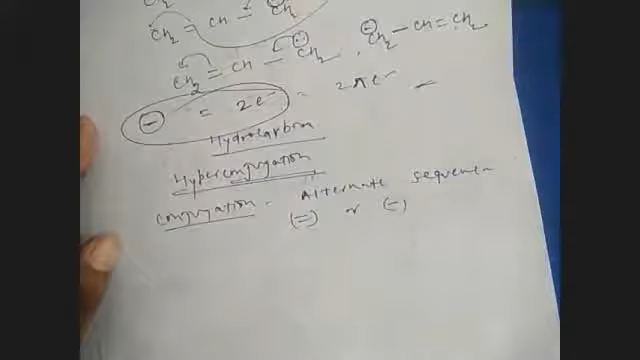 CH2 = CH — CH2
CH2 = CH — CH2, ⊖CH2 — CH = CH2
⊖ = 2e⁻ = 2πe⁻
Hydrocarbon
Hyperconjugation
conjugation - Alternate sequence
(=) or (-)